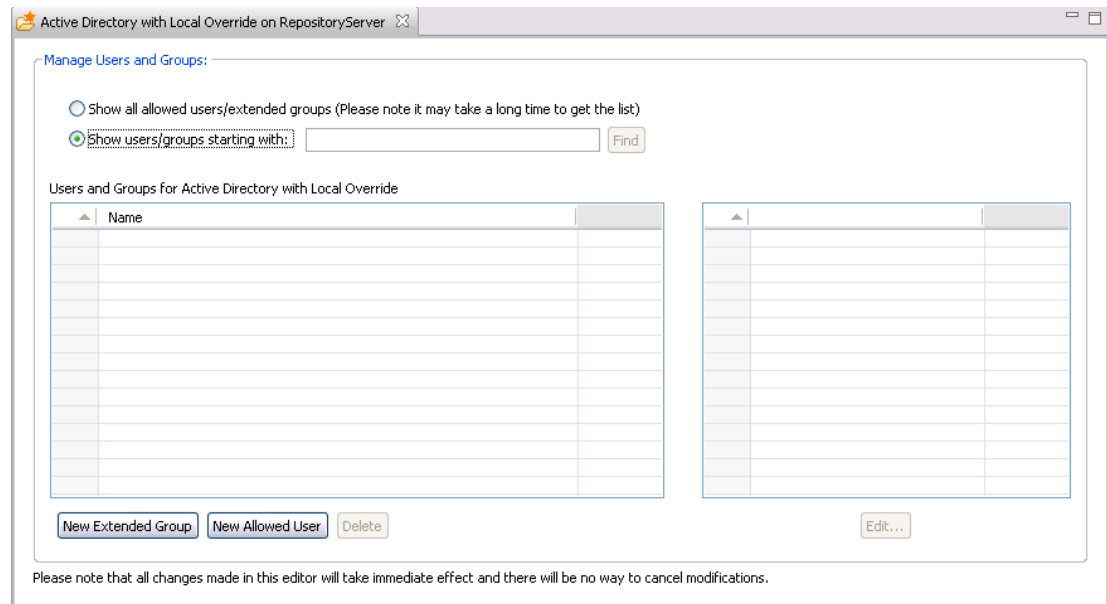 Active Directory with Local Override on RepositoryServer
Manage Users and Groups:
Show all allowed users/extended groups (Please note it may take a long time to get the list)
Show users/groups starting with: Find
Users and Groups for Active Directory with Local Override
Name
New Extended Group New Allowed User Delete Edit...
Please note that all changes made in this editor will take immediate effect and there will be no way to cancel modifications.